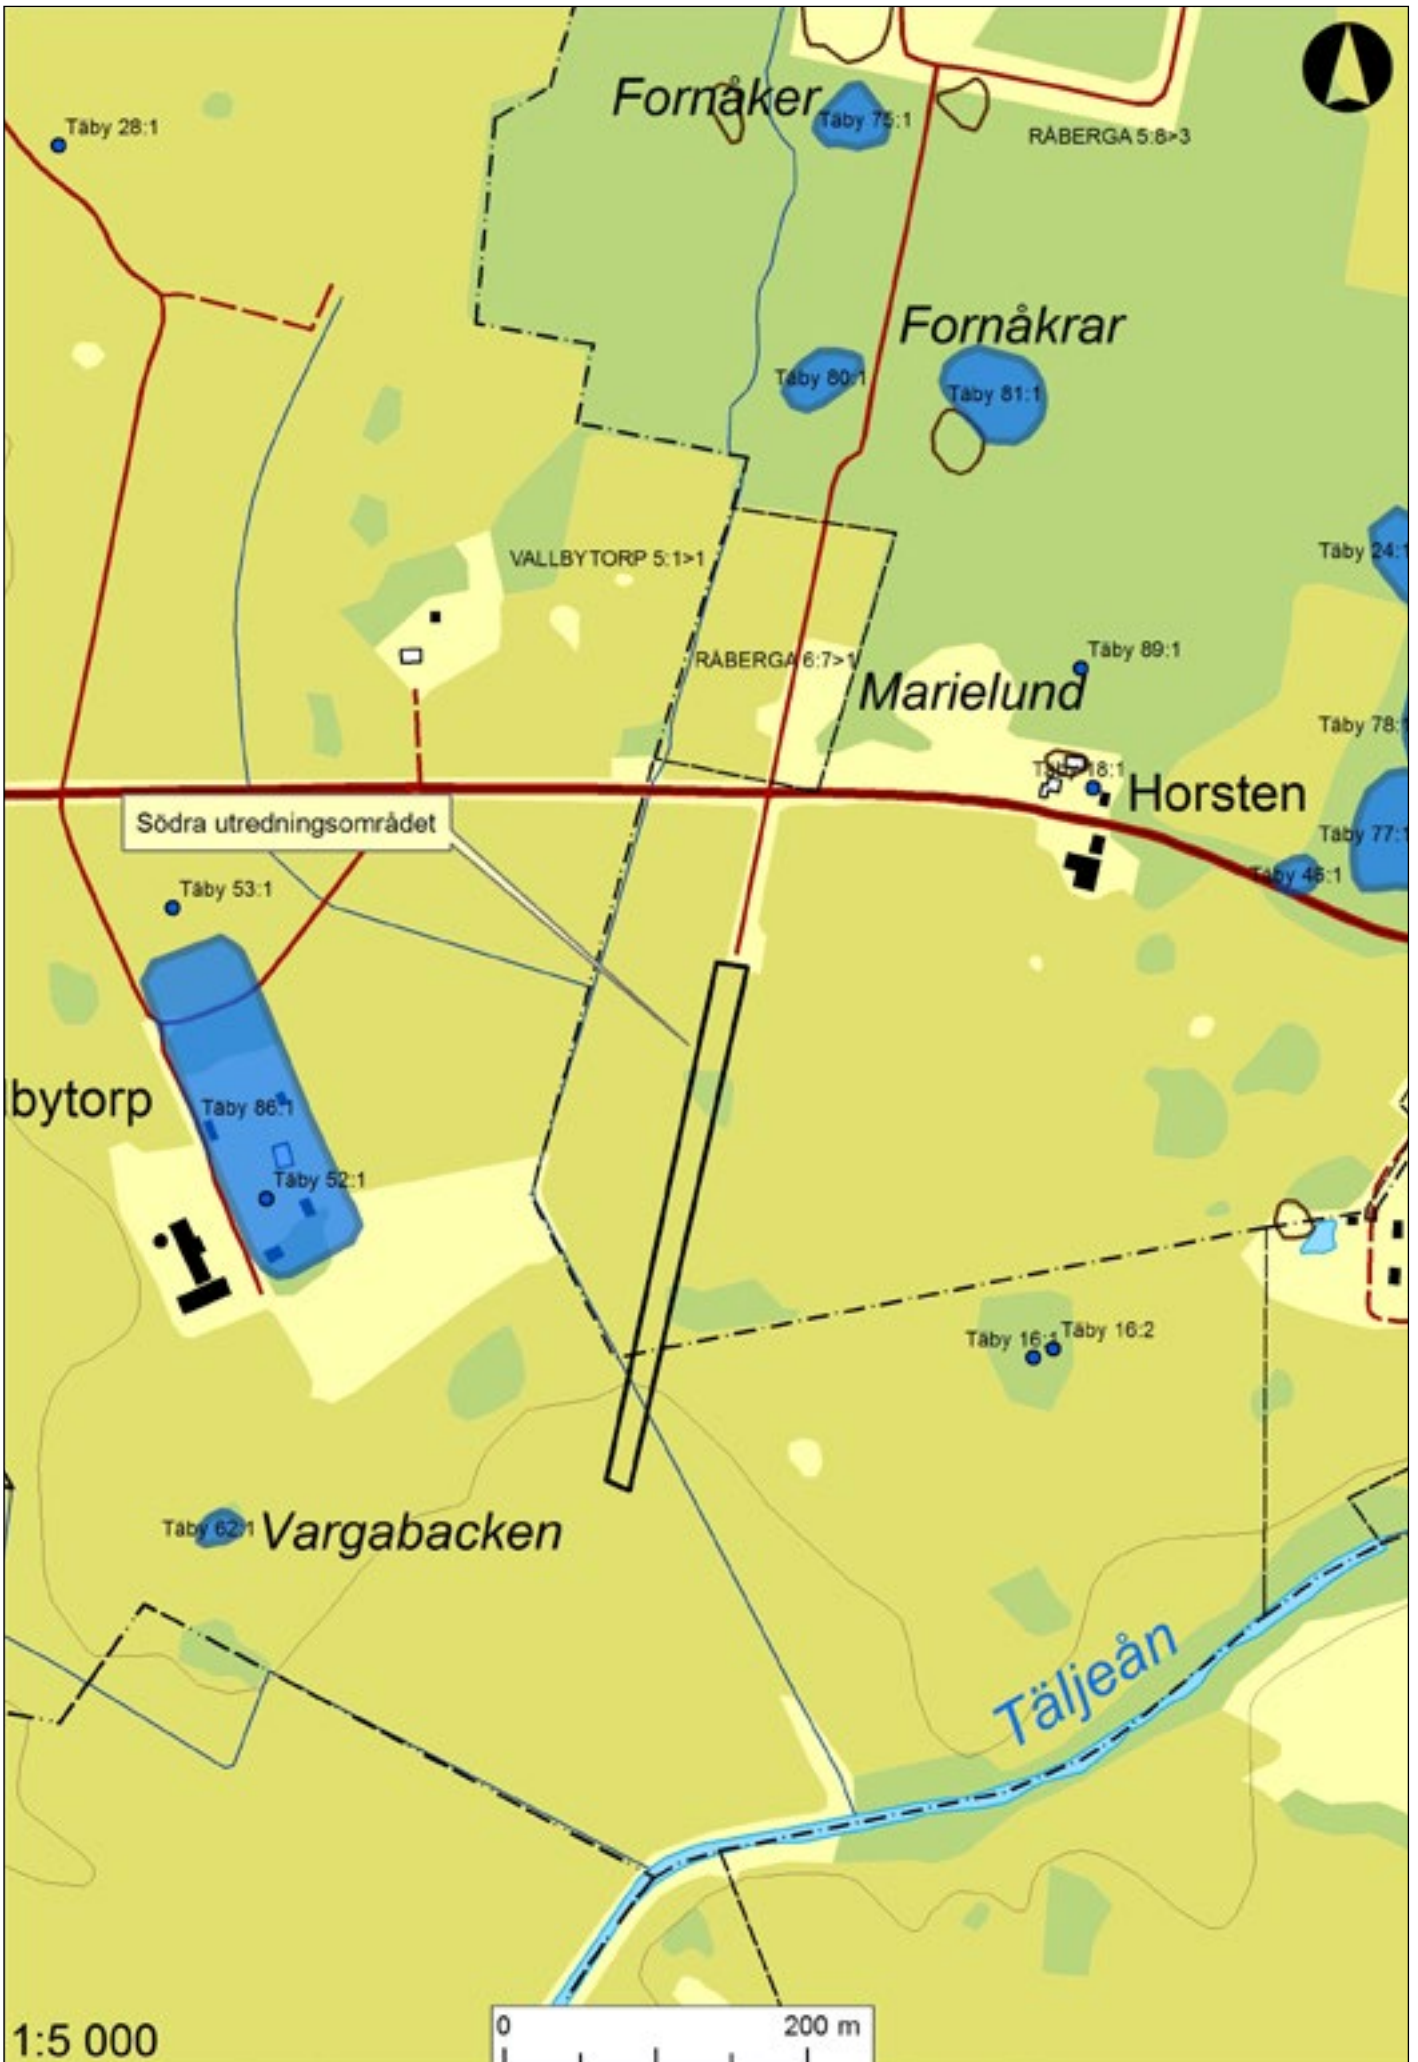 Fornåker
Täby 75:1
Täby 28:1
RÅBERGA 5:8>3
Fornåkrar
Täby 80:1
Täby 81:1
Täby 24:1
VALLBYTORP 5:1>1
Täby 89:1
RÅBERGA 6:7>1
Marielund
Täby 78:1
Täby 18:1
Horsten
Södra utredningsområdet
Täby 77:1
Täby 46:1
Täby 53:1
lbytorp
Täby 86:1
Täby 52:1
Täby 16:1
Täby 16:2
Täby 62:1
Vargabacken
Täljeån
1:5 000
0
200 m